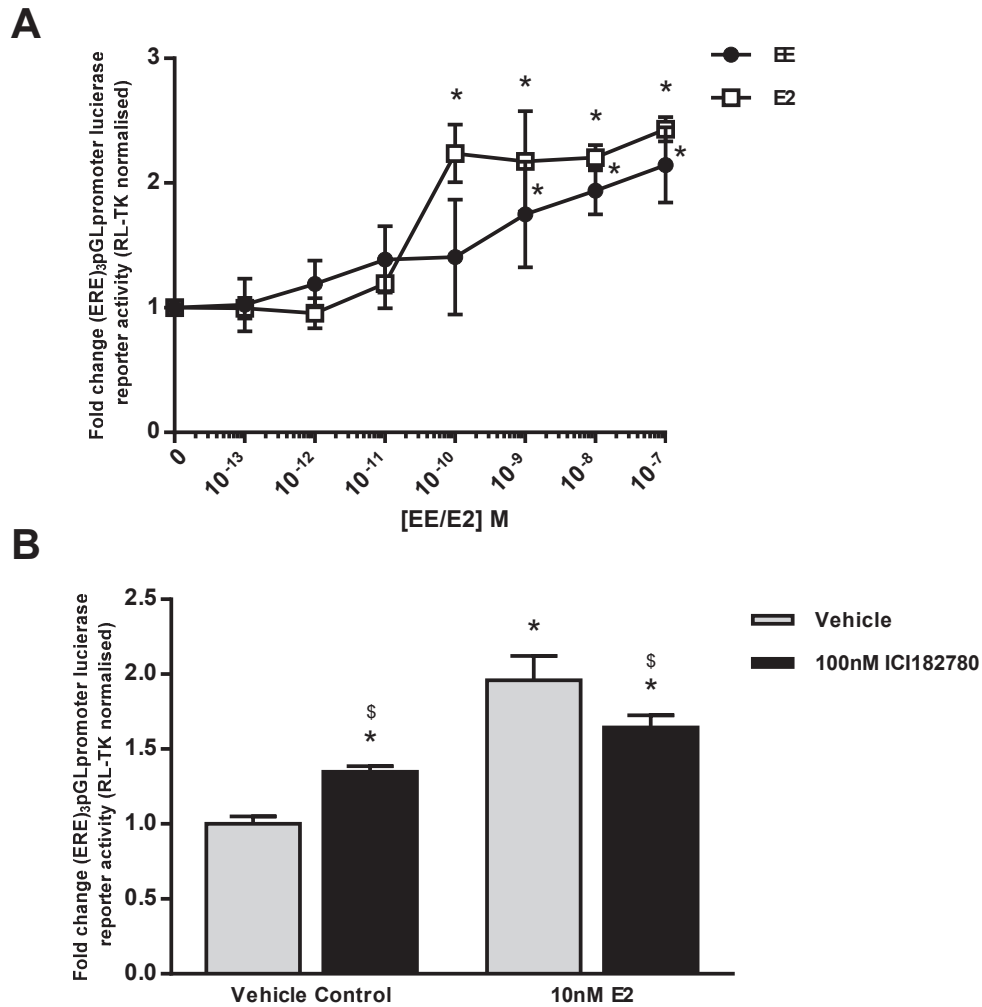 A
Fold change (ERE)3pGLpromoter lucierase
reporter activity (RL-TK normalised)
3
2
1
0
0
10-13
10-12
10-11
10-10
10-9
10-8
10-7
[EE/E2] M
EE
E2
*
*
*
*
*
*
*
B
Fold change (ERE)3pGLpromoter lucierase
reporter activity (RL-TK normalised)
2.5
2.0
1.5
1.0
0.5
0.0
$
*
*
$
*
Vehicle Control
10nM E2
Vehicle
100nM ICI182780